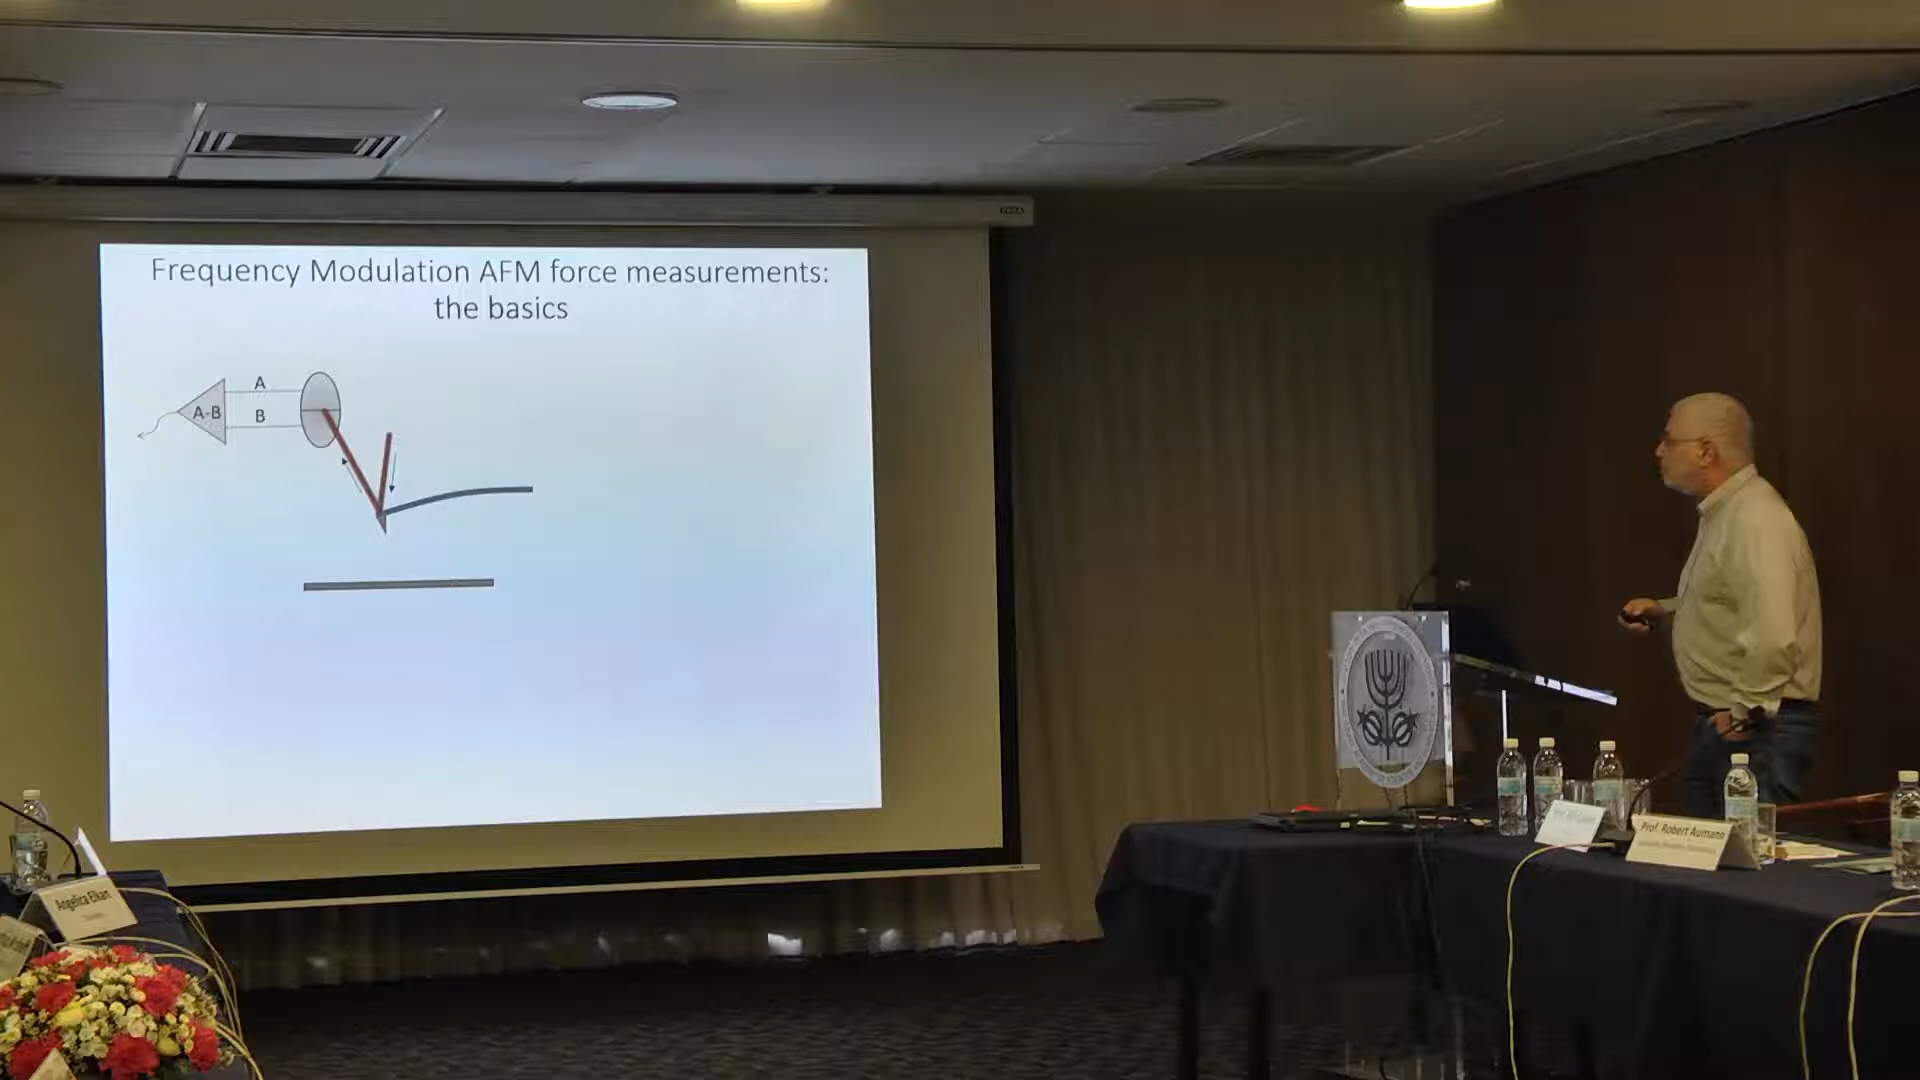 Frequency Modulation AFM force measurements:
the basics
A
A-B
B
Prof. Robert Aumann
Angelica Elkan